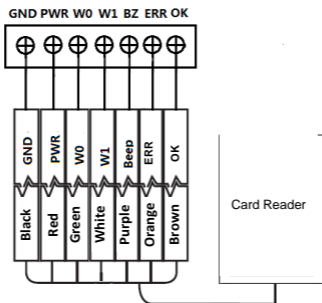 GND PWR W0 W1 BZ ERR OK
GND PWR W0 W1 Beep ERR OK
Black Red Green White Purple Orange Brown
Card Reader